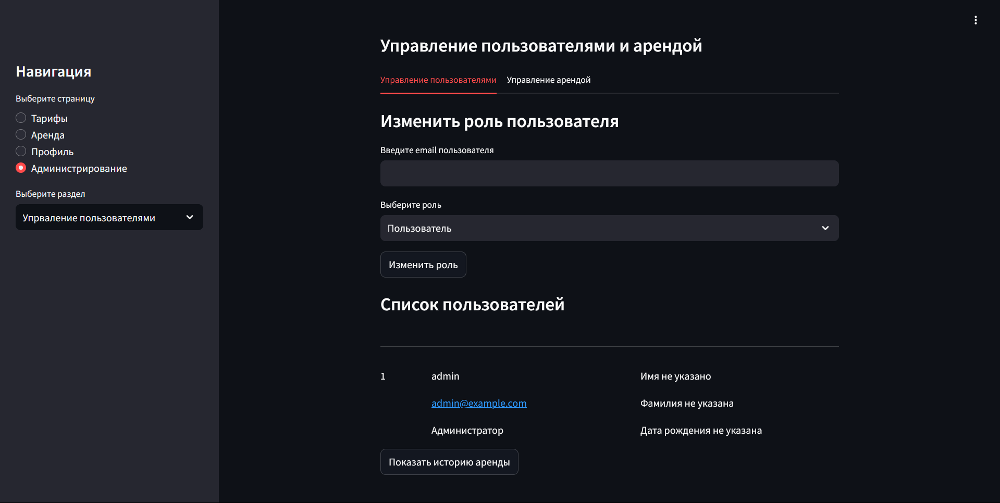 Навигация
Выберите страницу
Тарифы
Аренда
Профиль
Администрирование
Выберите раздел
Упрваление пользователями
Управление пользователями и арендой
Управление пользователями
Управление арендой
Изменить роль пользователя
Введите email пользователя
Выберите роль
Пользователь
Изменить роль
Список пользователей
1 admin Имя не указано
admin@example.com Фамилия не указана
Администратор Дата рождения не указана
Показать историю аренды